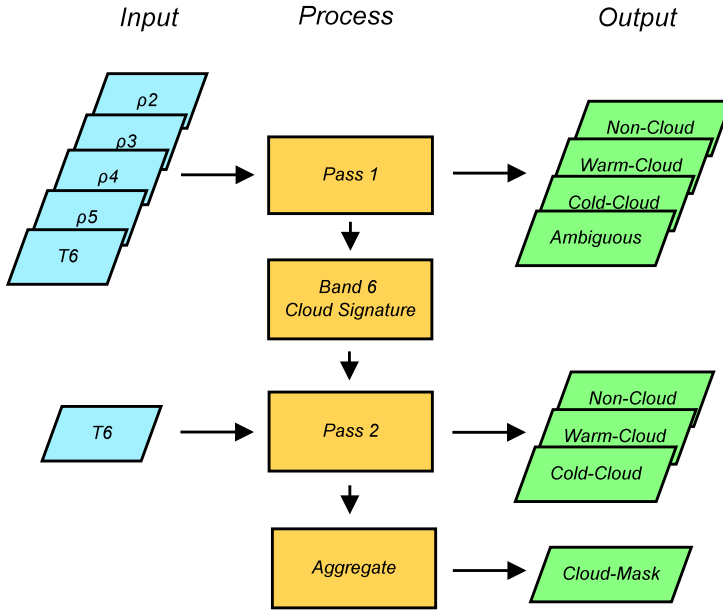 Input
Process
Output
ρ2
ρ3
ρ4
ρ5
T6
Pass 1
Non-Cloud
Warm-Cloud
Cold-Cloud
Ambiguous
Band 6
Cloud Signature
T6
Pass 2
Non-Cloud
Warm-Cloud
Cold-Cloud
Aggregate
Cloud-Mask